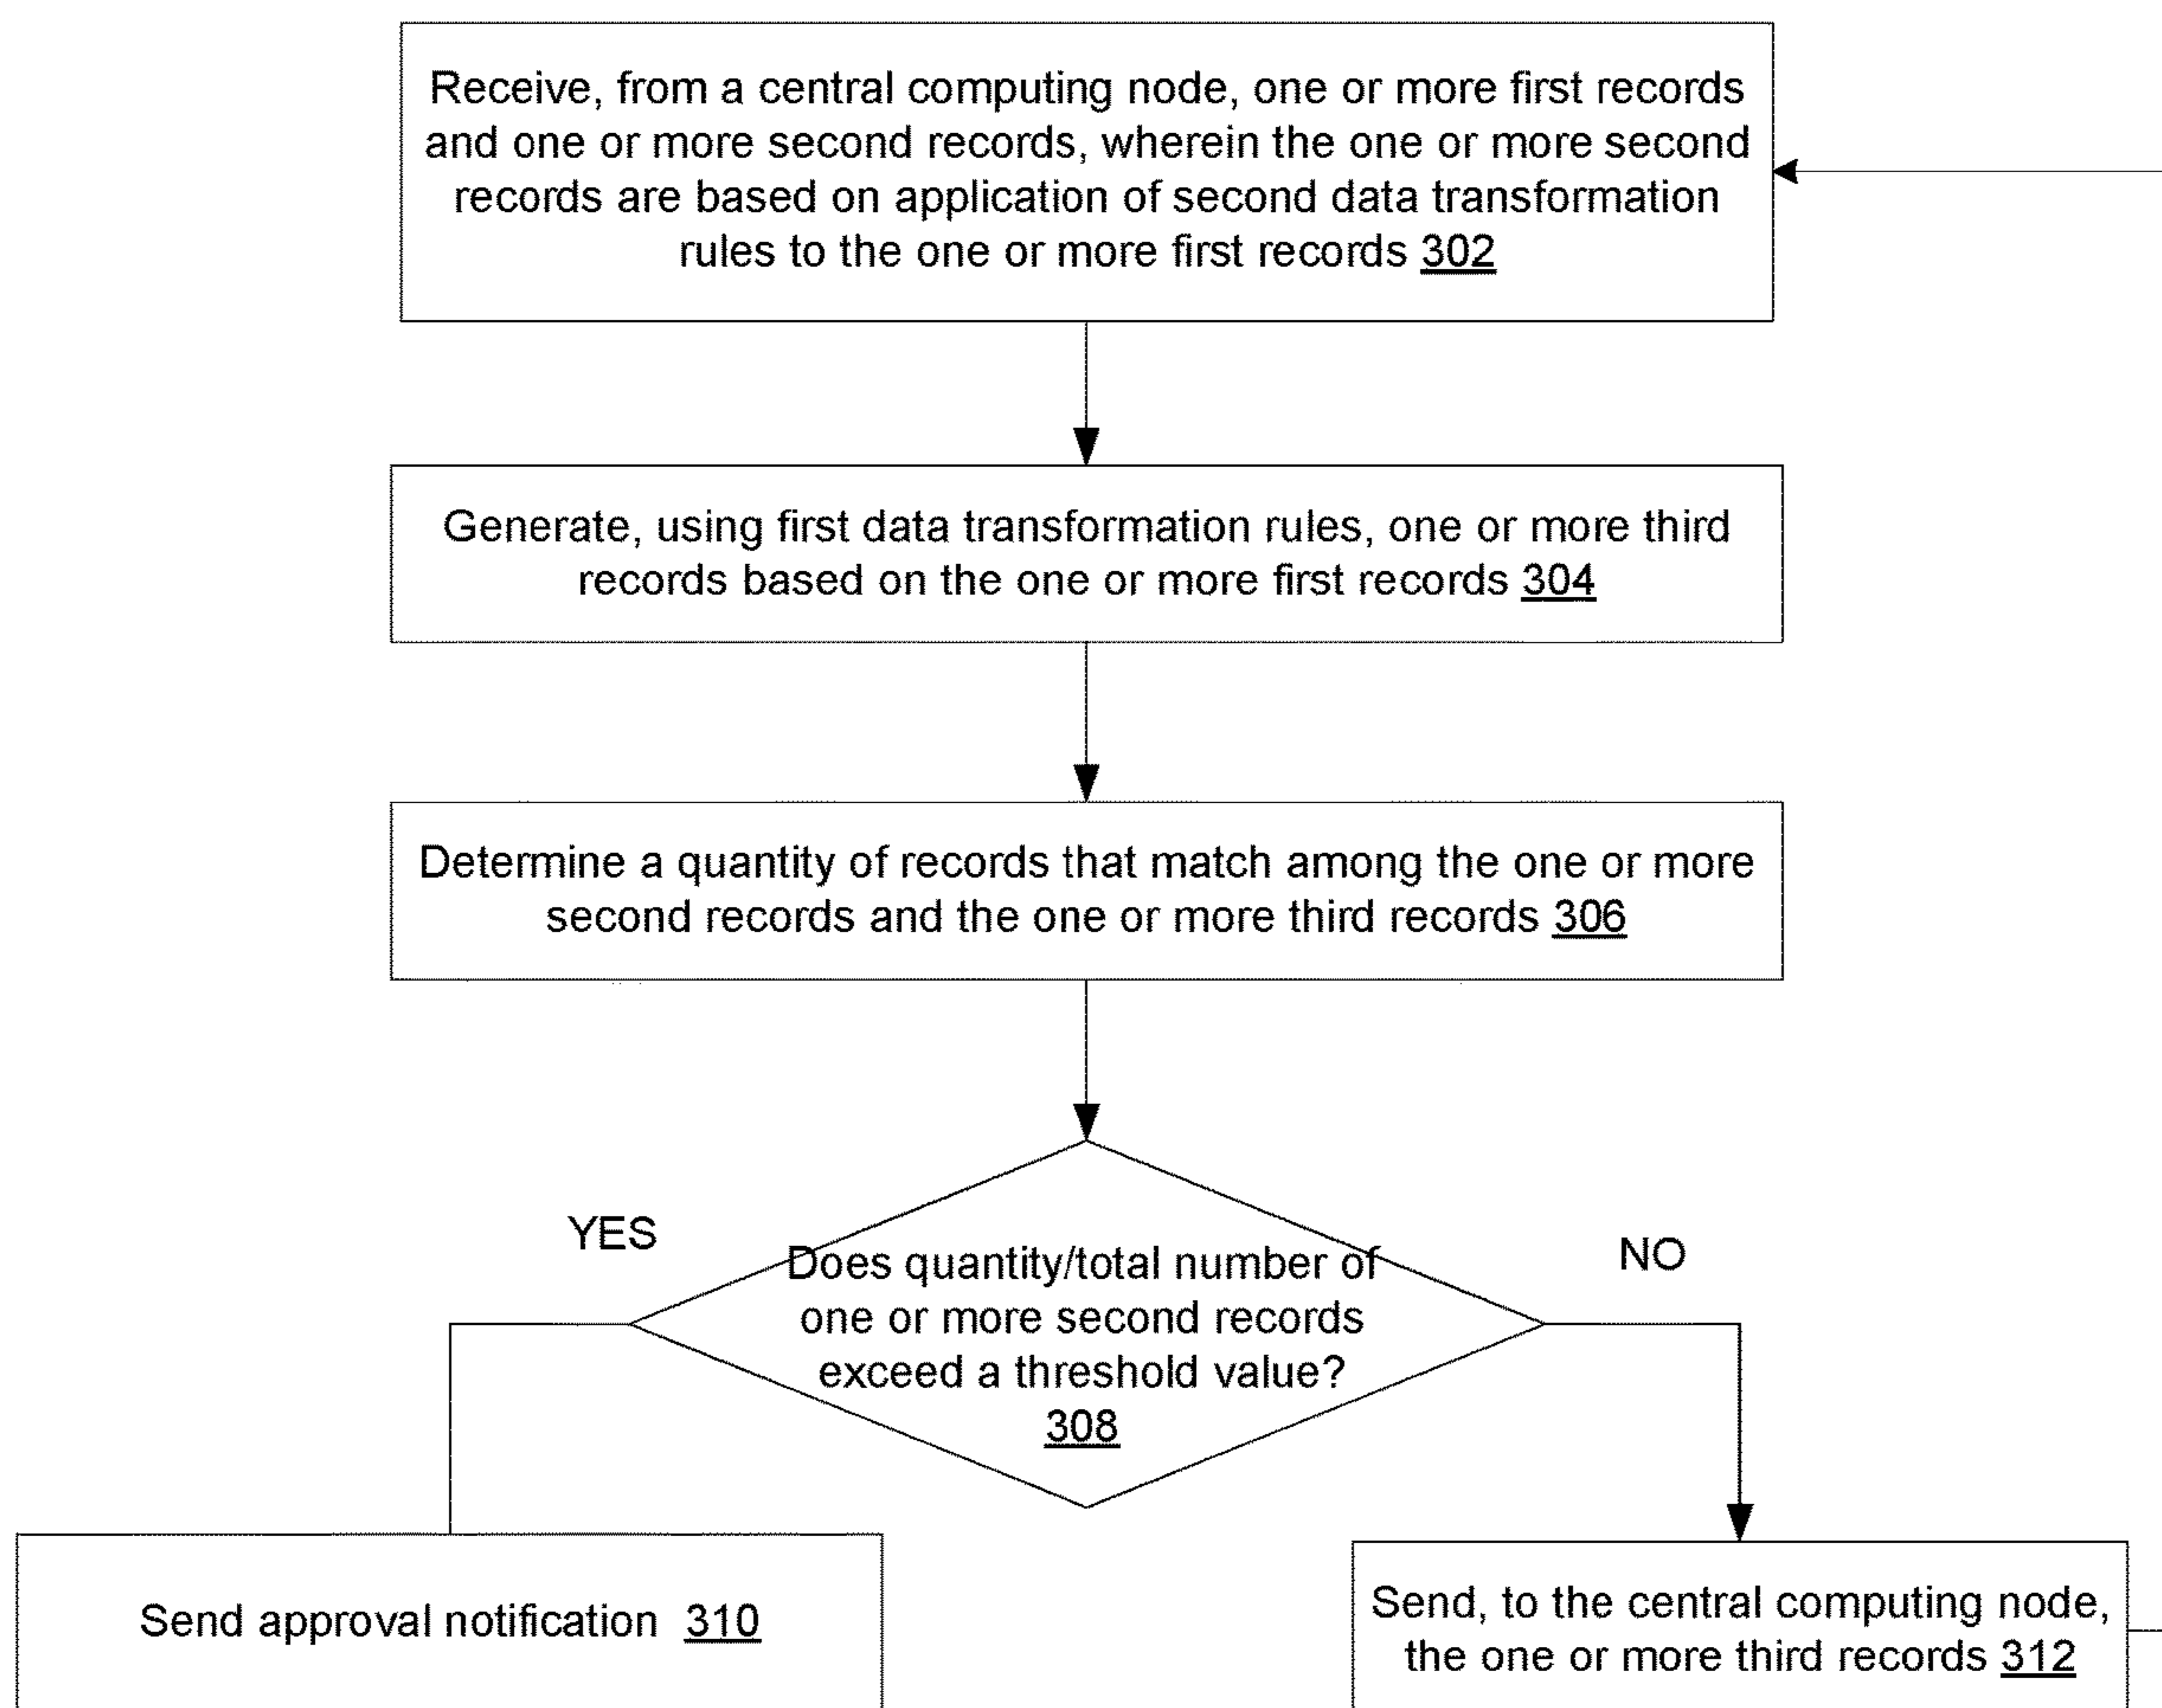 Receive, from a central computing node, one or more first records
and one or more second records, wherein the one or more second
records are based on application of second data transformation
rules to the one or more first records 302
Generate, using first data transformation rules, one or more third
records based on the one or more first records 304
Determine a quantity of records that match among the one or more
second records and the one or more third records 306
YES
NO
Does quantity/total number of
one or more second records
exceed a threshold value?
308
Send approval notification 310
Send, to the central computing node,
the one or more third records 312